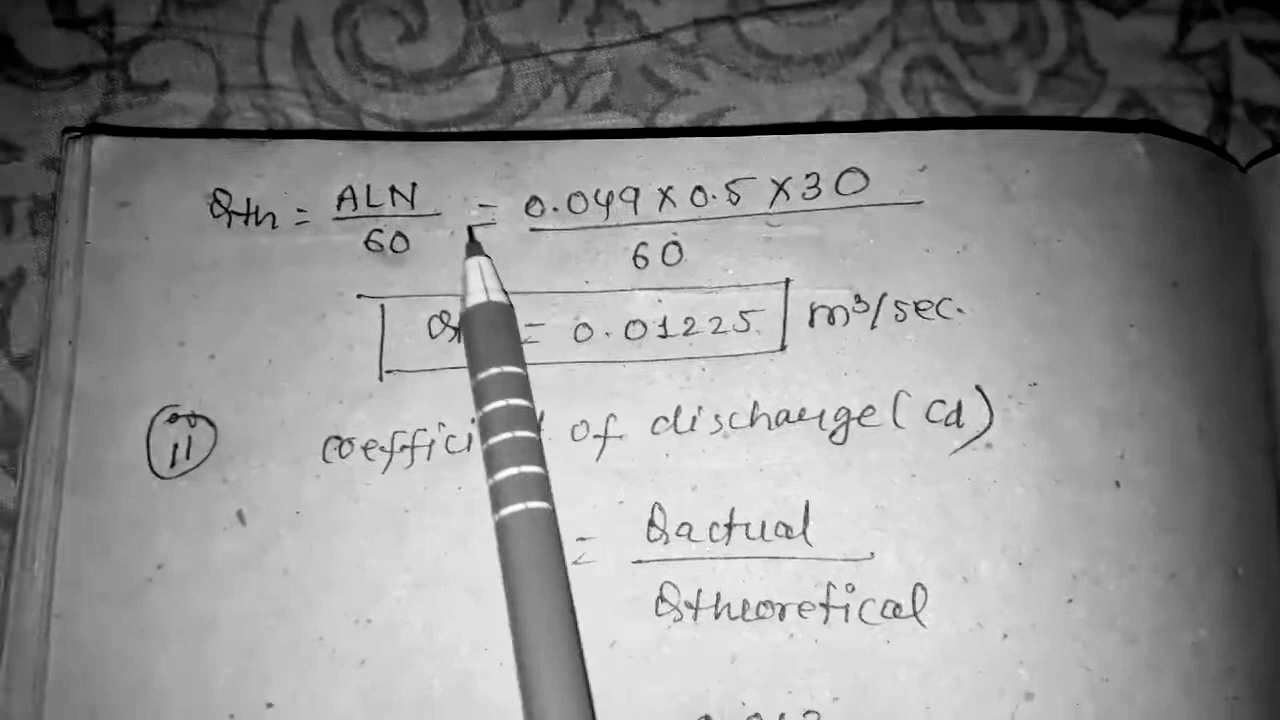 Qth = ALN/60 = 0.049 X 0.5 X 30/60
= 0.01225 m³/sec.
ii of discharge (Cd)
= Qactual/Qtheoretical